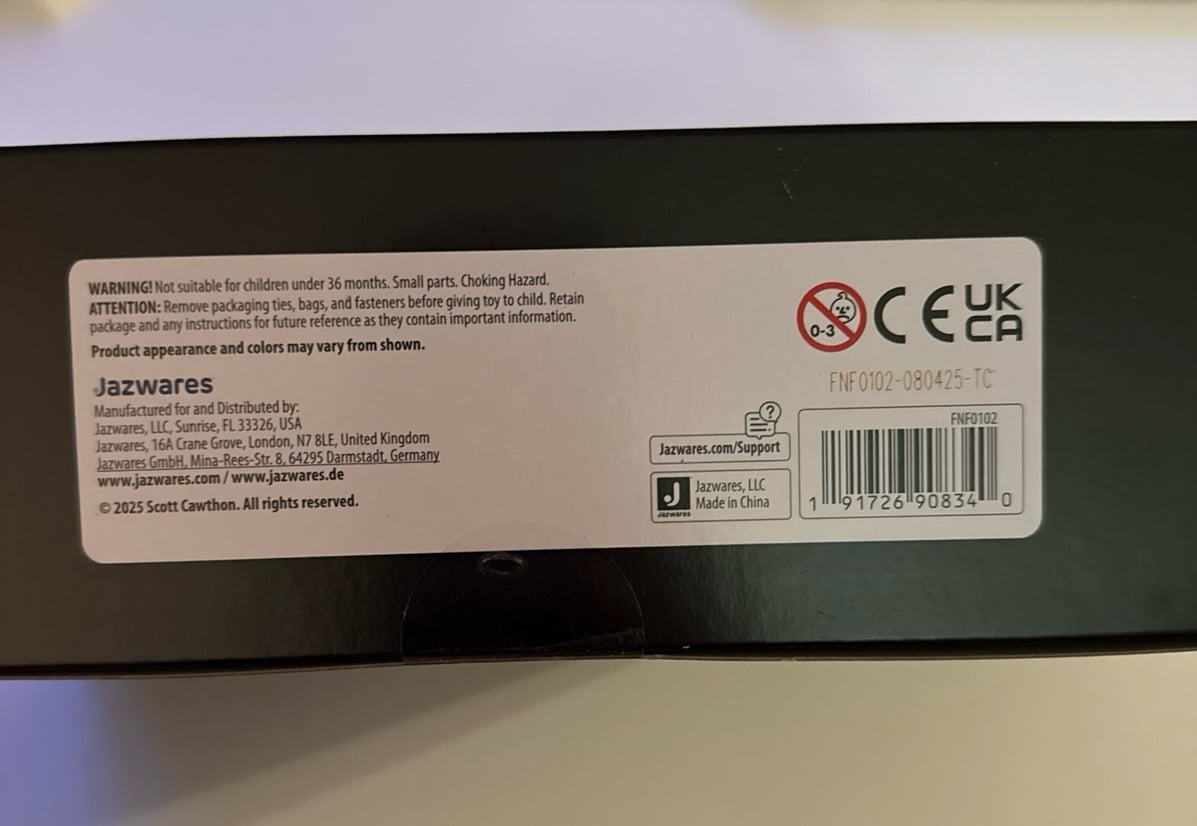 WARNING! Not suitable for children under 36 months. Small parts. Choking Hazard.
ATTENTION: Remove packaging ties, bags, and fasteners before giving toy to child. Retain
package and any instructions for future reference as they contain important information.
Product appearance and colors may vary from shown.
Jazwares
Manufactured for and Distributed by:
Jazwares, LLC, Sunrise, FL 33326, USA
Jazwares, 16A Crane Grove, London, N7 8LE, United Kingdom
Jazwares GmbH, Mina-Rees-Str. 8, 64295 Darmstadt, Germany
www.jazwares.com / www.jazwares.de
© 2025 Scott Cawthon. All rights reserved.
0-3
CE
UK
CA
FNF0102-080425-TC
?
Jazwares.com/Support
J
Jazwares
Jazwares, LLC
Made in China
FNF0102
1 91726 90834 0